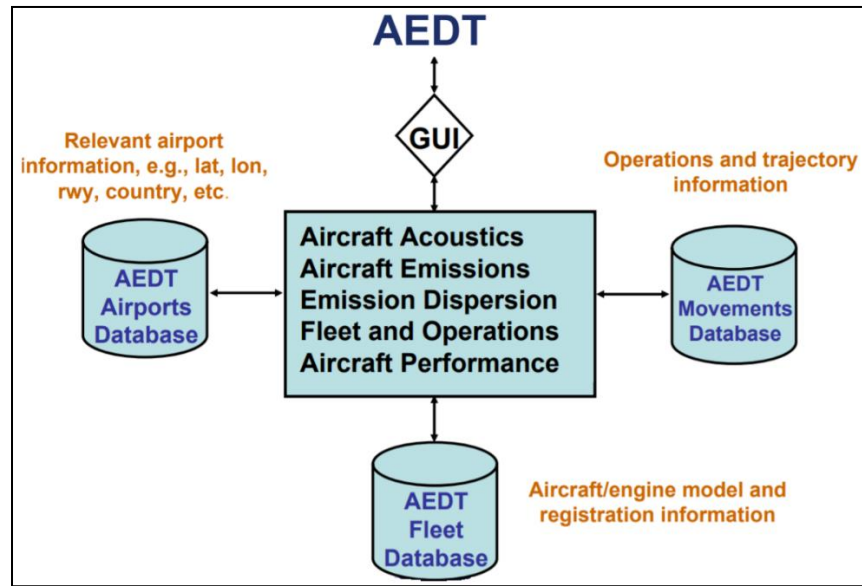 AEDT
GUI
Relevant airport
information, e.g., lat, lon,
rwy, country, etc.
Operations and trajectory
information
AEDT
Airports
Database
Aircraft Acoustics
Aircraft Emissions
Emission Dispersion
Fleet and Operations
Aircraft Performance
AEDT
Movements
Database
AEDT
Fleet
Database
Aircraft/engine model and
registration information